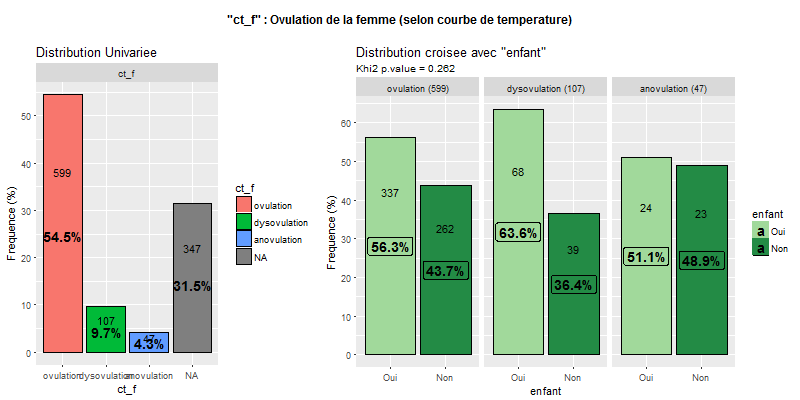 "ct_f" : Ovulation de la femme (selon courbe de temperature)
Distribution Univariee
ct_f
Frequence (%)
50
40
30
20
10
0
599
54.5%
107
9.7%
47
4.3%
347
31.5%
ovulation
dysovulation
anovulation
NA
ct_f
ct_f
ovulation
dysovulation
anovulation
NA
Distribution croisee avec "enfant"
Khi2 p.value = 0.262
ovulation (599)
dysovulation (107)
anovulation (47)
Frequence (%)
60
50
40
30
20
10
0
337
56.3%
262
43.7%
68
63.6%
39
36.4%
24
51.1%
23
48.9%
Oui
Non
Oui
Non
Oui
Non
enfant
enfant
a Oui
a Non